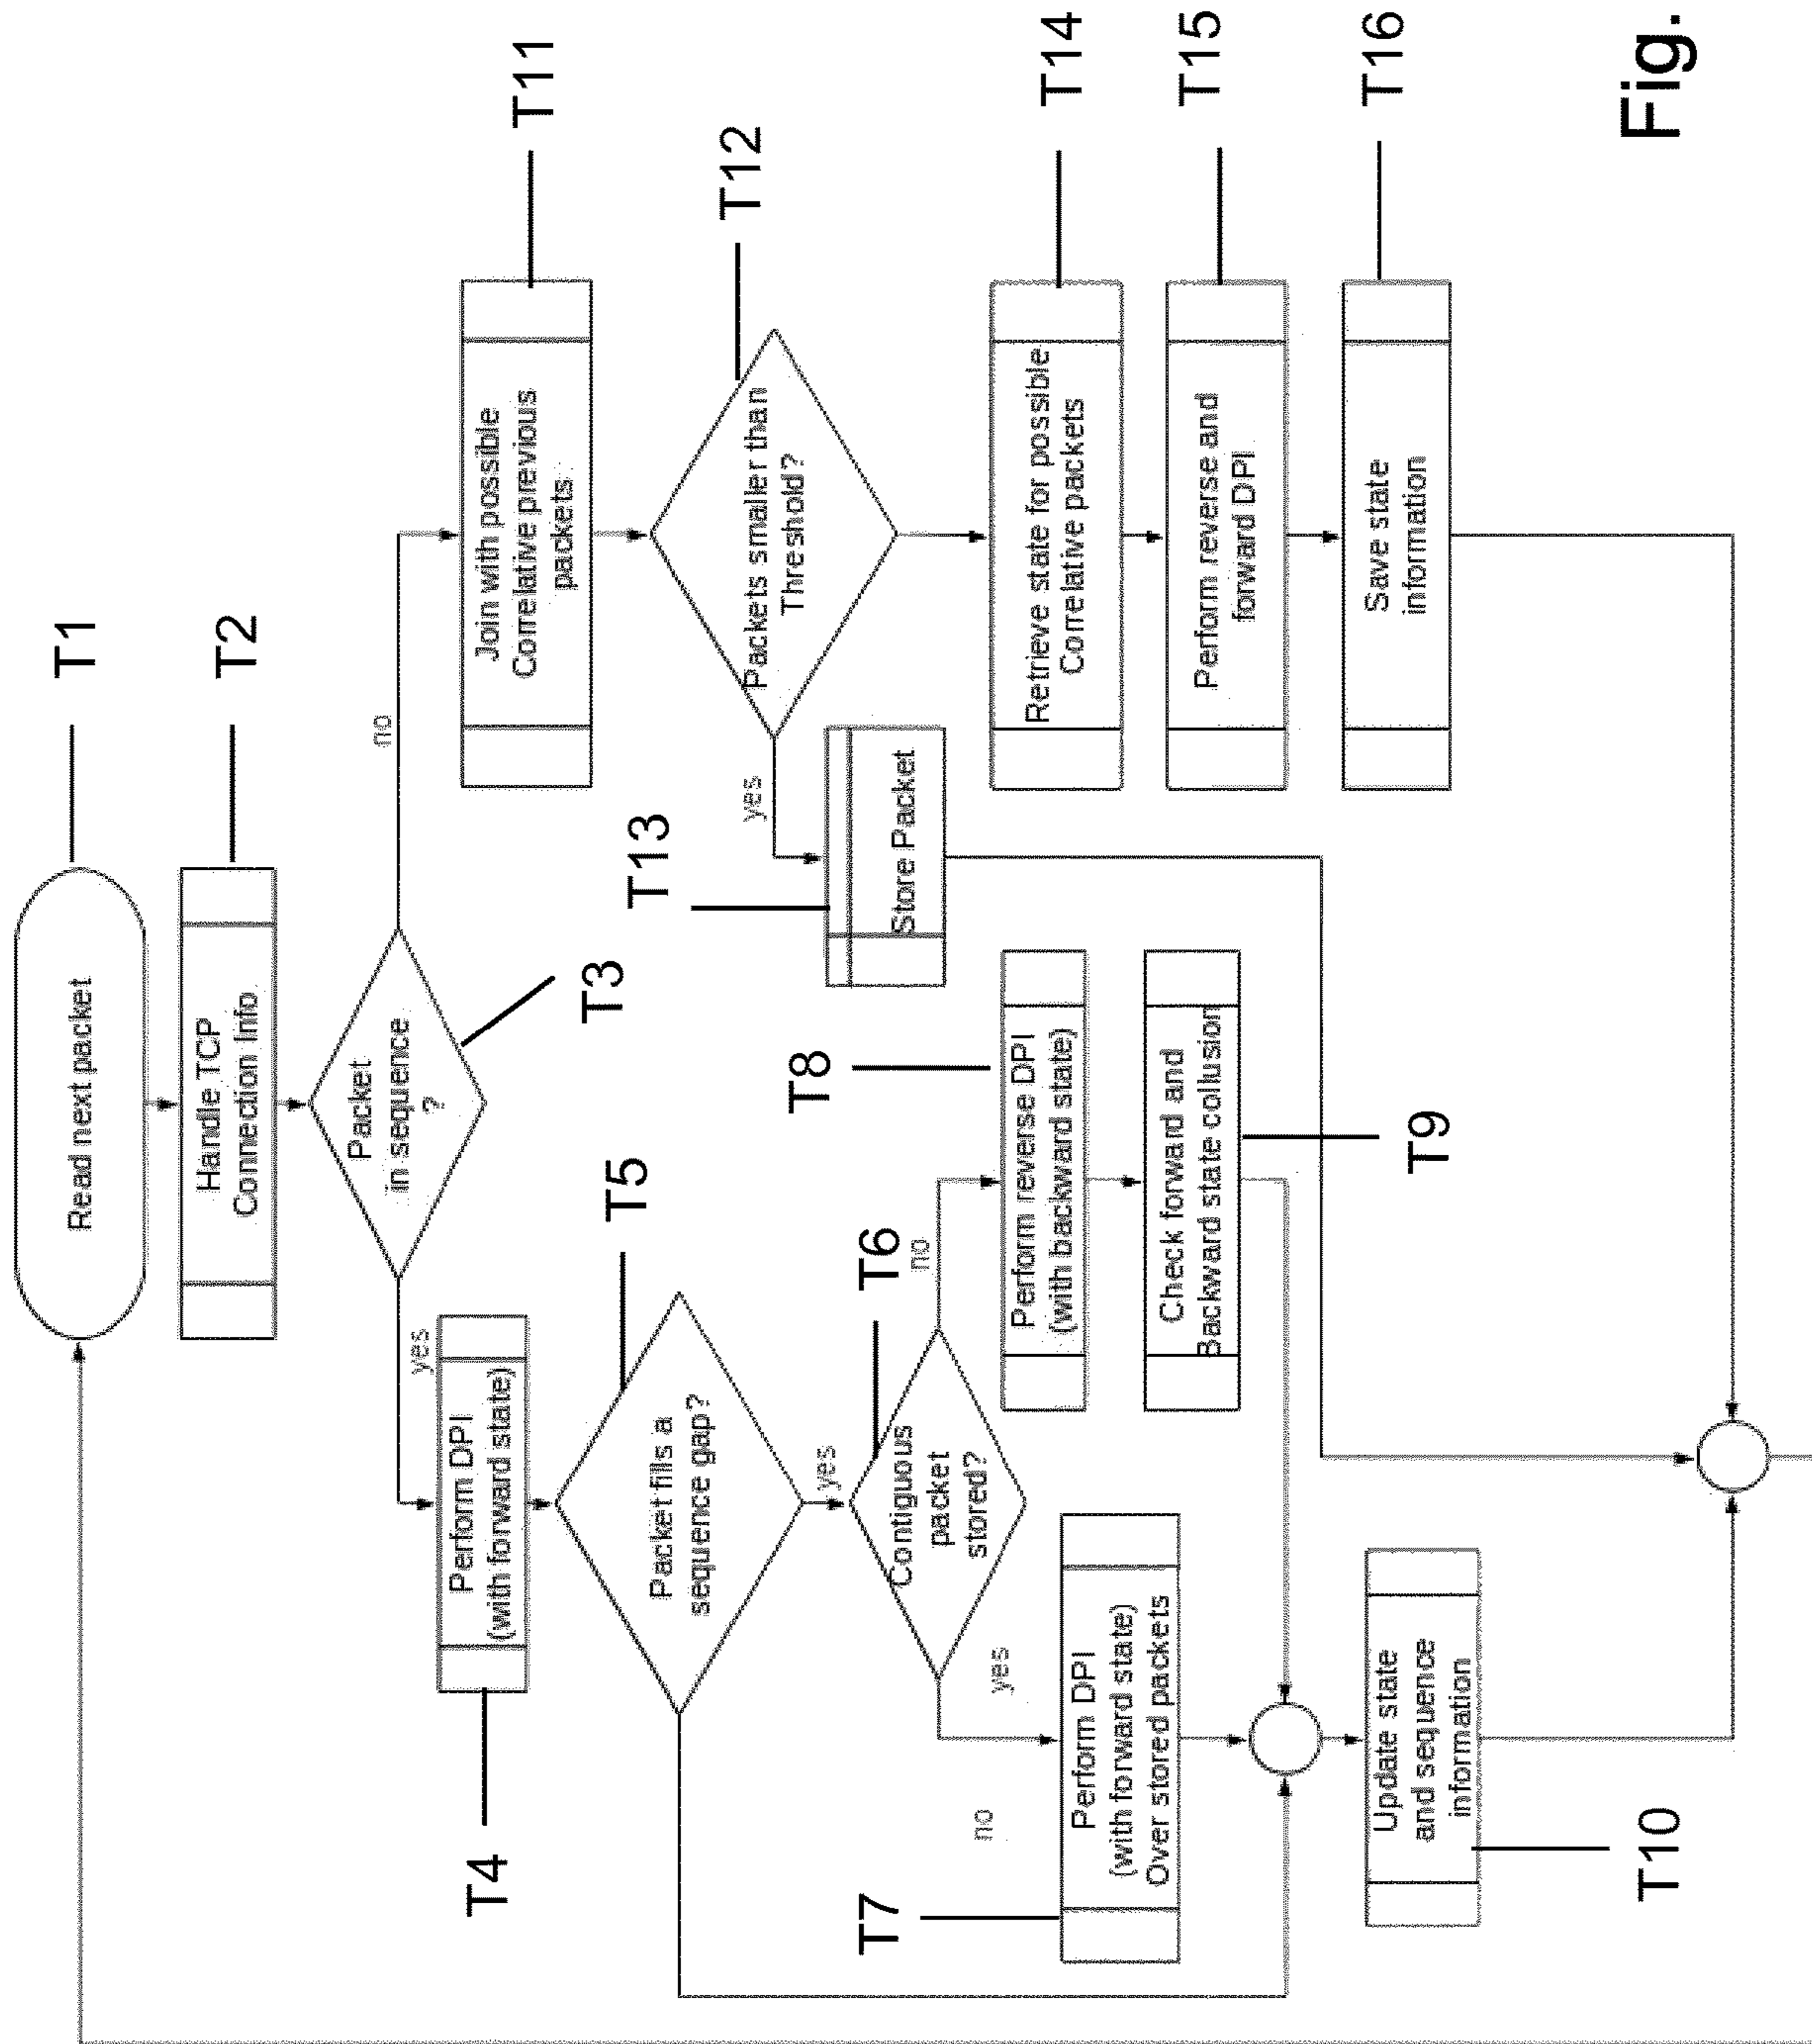 Read next packet
T1
Handle TCP
Connection Info
T2
Packet
in sequence
?
T3
yes
no
Perform DPI
(with forward state)
T4
Packet fills a
sequence gap?
T5
yes
no
Contiguous
packet
stored?
T6
yes
no
Perform DPI
(with forward state)
Over stored packets
T7
Perform reverse DPI
(with backward state)
T8
Check forward and
Backward state collusion
T9
Update state
and sequence
information
T10
Join with possible
Correlative previous
packets
T11
Packets smaller than
Threshold?
T12
yes
Store Packet
T13
Retrieve state for possible
Correlative packets
T14
Perform reverse and
forward DPI
T15
Save state
information
T16
Fig.